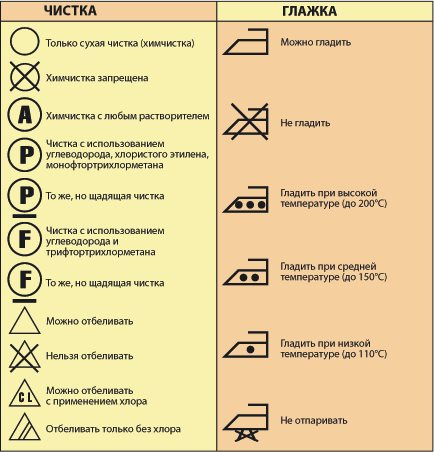 ЧИСТКА
Только сухая чистка (химчистка)
Химчистка запрещена
A
Химчистка с любым растворителем
P
Чистка с использованием
углеводорода, хлористого этилена,
монофтортрихлорметана
P
То же, но щадящая чистка
F
Чистка с использованием
углеводорода и
трифтортрихлорметана
F
То же, но щадящая чистка
Можно отбеливать
Нельзя отбеливать
CL
Можно отбеливать
с применением хлора
Отбеливать только без хлора
ГЛАЖКА
Можно гладить
Не гладить
Гладить при высокой
температуре (до 200°С)
Гладить при средней
температуре (до 150°С)
Гладить при низкой
температуре (до 110°С)
Не отпаривать